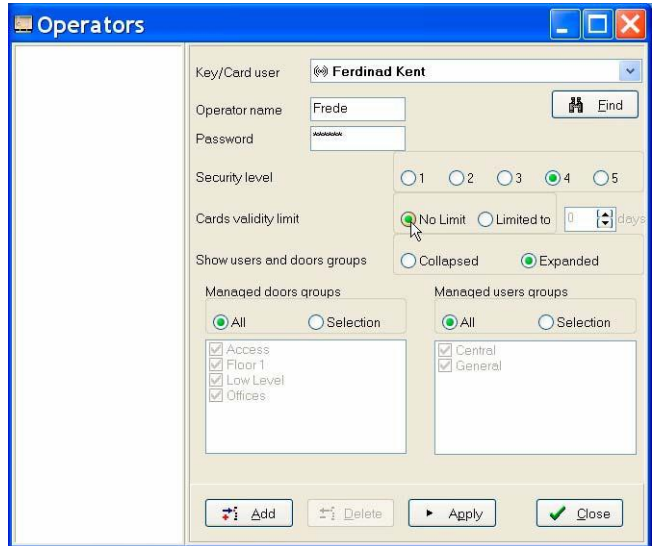 Operators
Key/Card user Ferdinad Kent
Operator name Frede Find
Password *******
Security level 1 2 3 4 5
Cards validity limit No Limit Limited to 0 days
Show users and doors groups Collapsed Expanded
Managed doors groups Managed users groups
All Selection All Selection
Access Central
Floor 1 General
Low Level
Offices
Add Delete Apply Close